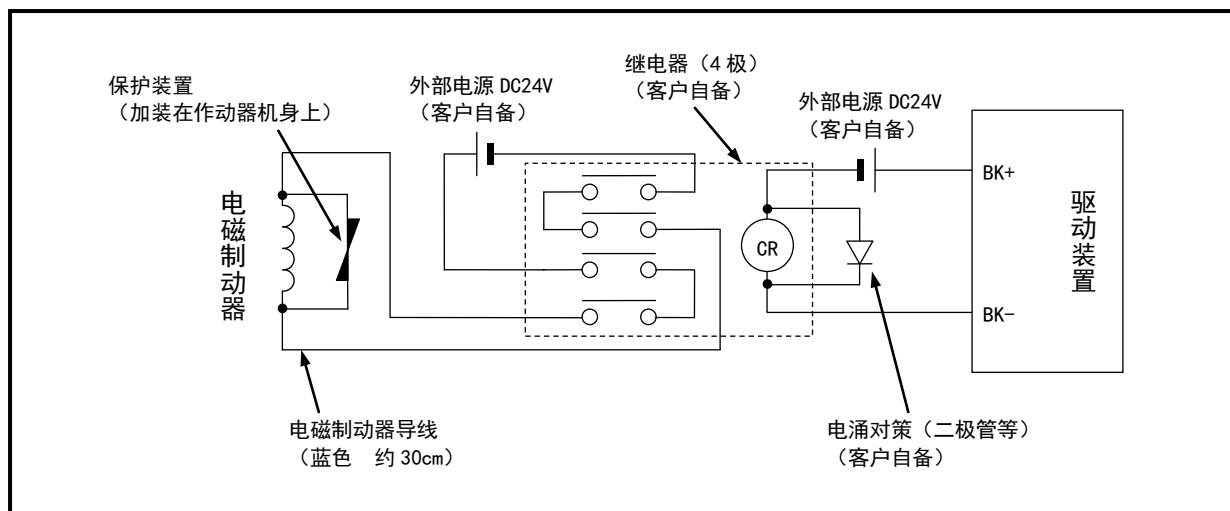 保护装置
（加装在作动器机身上）
外部电源 DC24V
（客户自备）
继电器（4 极）
（客户自备）
外部电源 DC24V
（客户自备）
电磁制动器
CR
BK+
BK-
驱动装置
电磁制动器导线
（蓝色　约 30cm）
电涌对策（二极管等）
（客户自备）